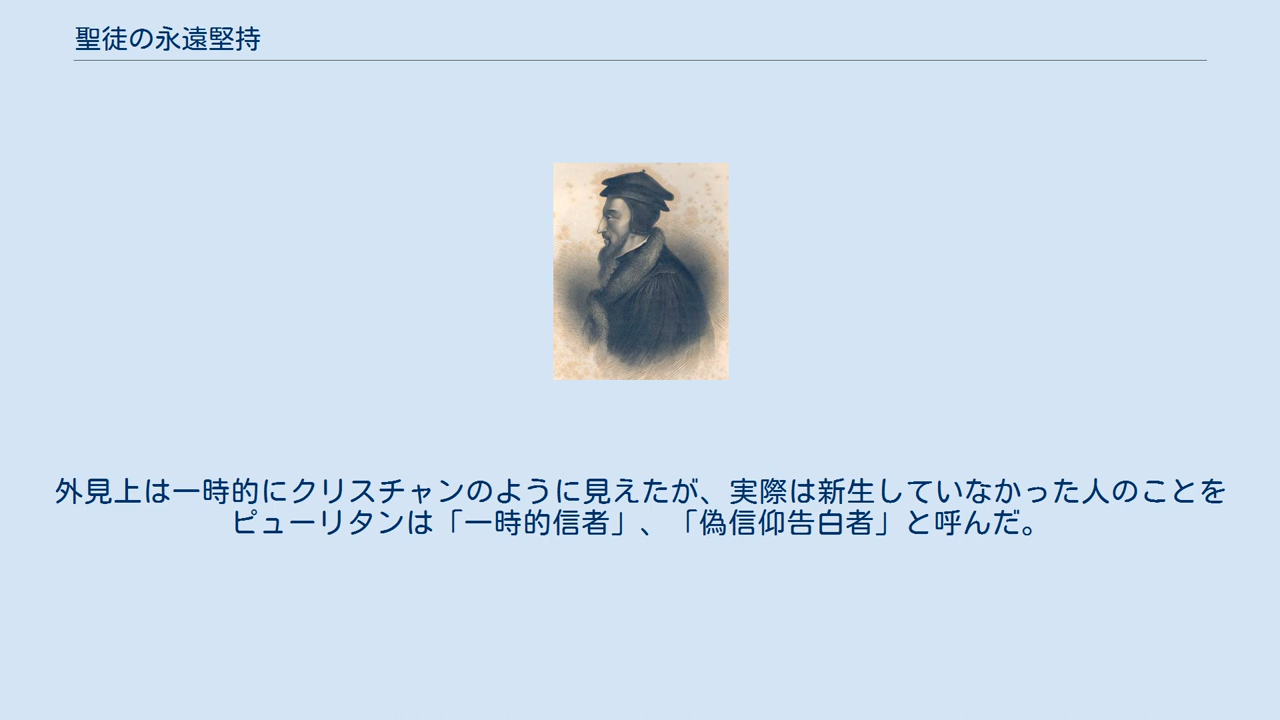 聖徒の永遠堅持
外見上は一時的にクリスチャンのように見えたが、実際は新生していなかった人のことを
ピューリタンは「一時的信者」、「偽信仰告白者」と呼んだ。